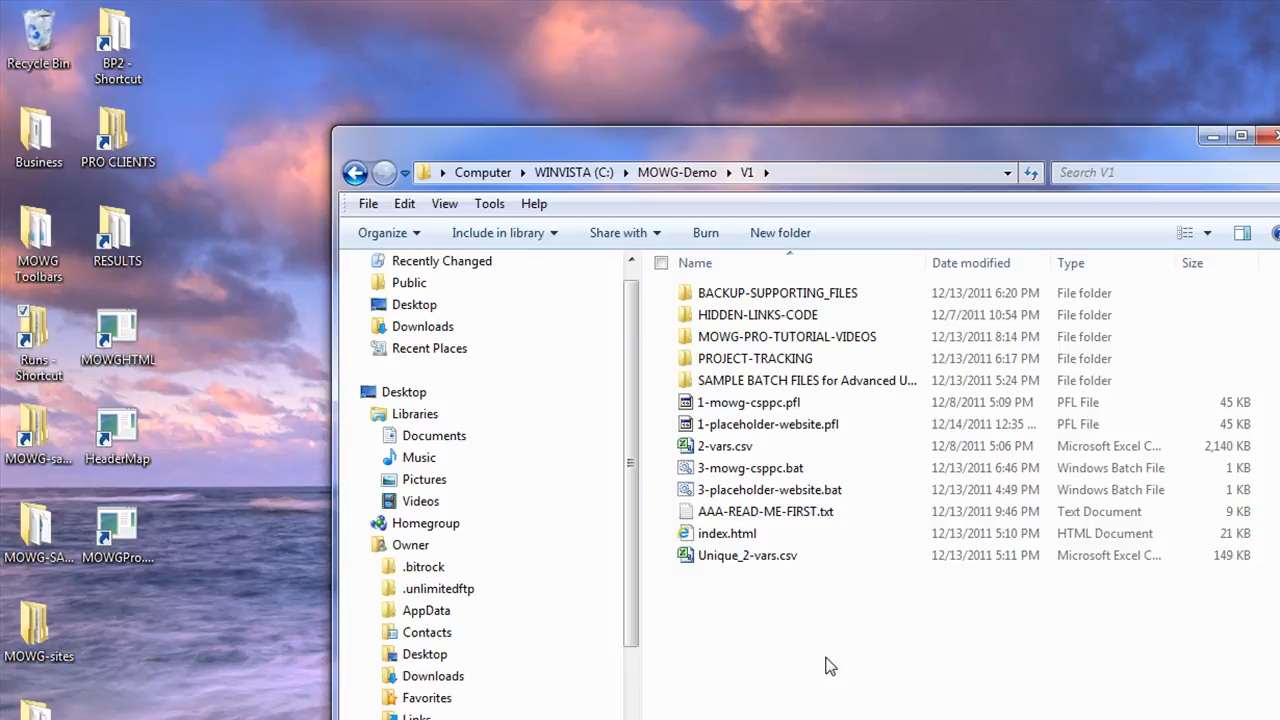 Recycle Bin
BP2 -
Shortcut
Business
PRO CLIENTS
MOWG
Toolbars
RESULTS
Runs -
Shortcut
MOWGHTML
MOWG-sa...
HeaderMap
MOWG-SA...
MOWGPro....
MOWG-sites
Computer WINVISTA (C:) MOWG-Demo V1
Search V1
File Edit View Tools Help
Organize Include in library Share with Burn New folder
Recently Changed
Public
Desktop
Downloads
Recent Places
Desktop
Libraries
Documents
Music
Pictures
Videos
Homegroup
Owner
.bitrock
.unlimitedftp
AppData
Contacts
Desktop
Downloads
Favorites
Links
Name Date modified Type Size
BACKUP-SUPPORTING_FILES 12/13/2011 6:20 PM File folder
HIDDEN-LINKS-CODE 12/7/2011 10:54 PM File folder
MOWG-PRO-TUTORIAL-VIDEOS 12/13/2011 8:14 PM File folder
PROJECT-TRACKING 12/13/2011 6:17 PM File folder
SAMPLE BATCH FILES for Advanced U... 12/13/2011 5:24 PM File folder
1-mowg-csppc.pfl 12/8/2011 5:09 PM PFL File 45 KB
1-placeholder-website.pfl 12/14/2011 12:35 ... PFL File 45 KB
2-vars.csv 12/8/2011 5:06 PM Microsoft Excel C... 2,140 KB
3-mowg-csppc.bat 12/13/2011 6:46 PM Windows Batch File 1 KB
3-placeholder-website.bat 12/13/2011 4:49 PM Windows Batch File 1 KB
AAA-READ-ME-FIRST.txt 12/13/2011 9:46 PM Text Document 9 KB
index.html 12/13/2011 5:10 PM HTML Document 21 KB
Unique_2-vars.csv 12/13/2011 5:11 PM Microsoft Excel C... 149 KB